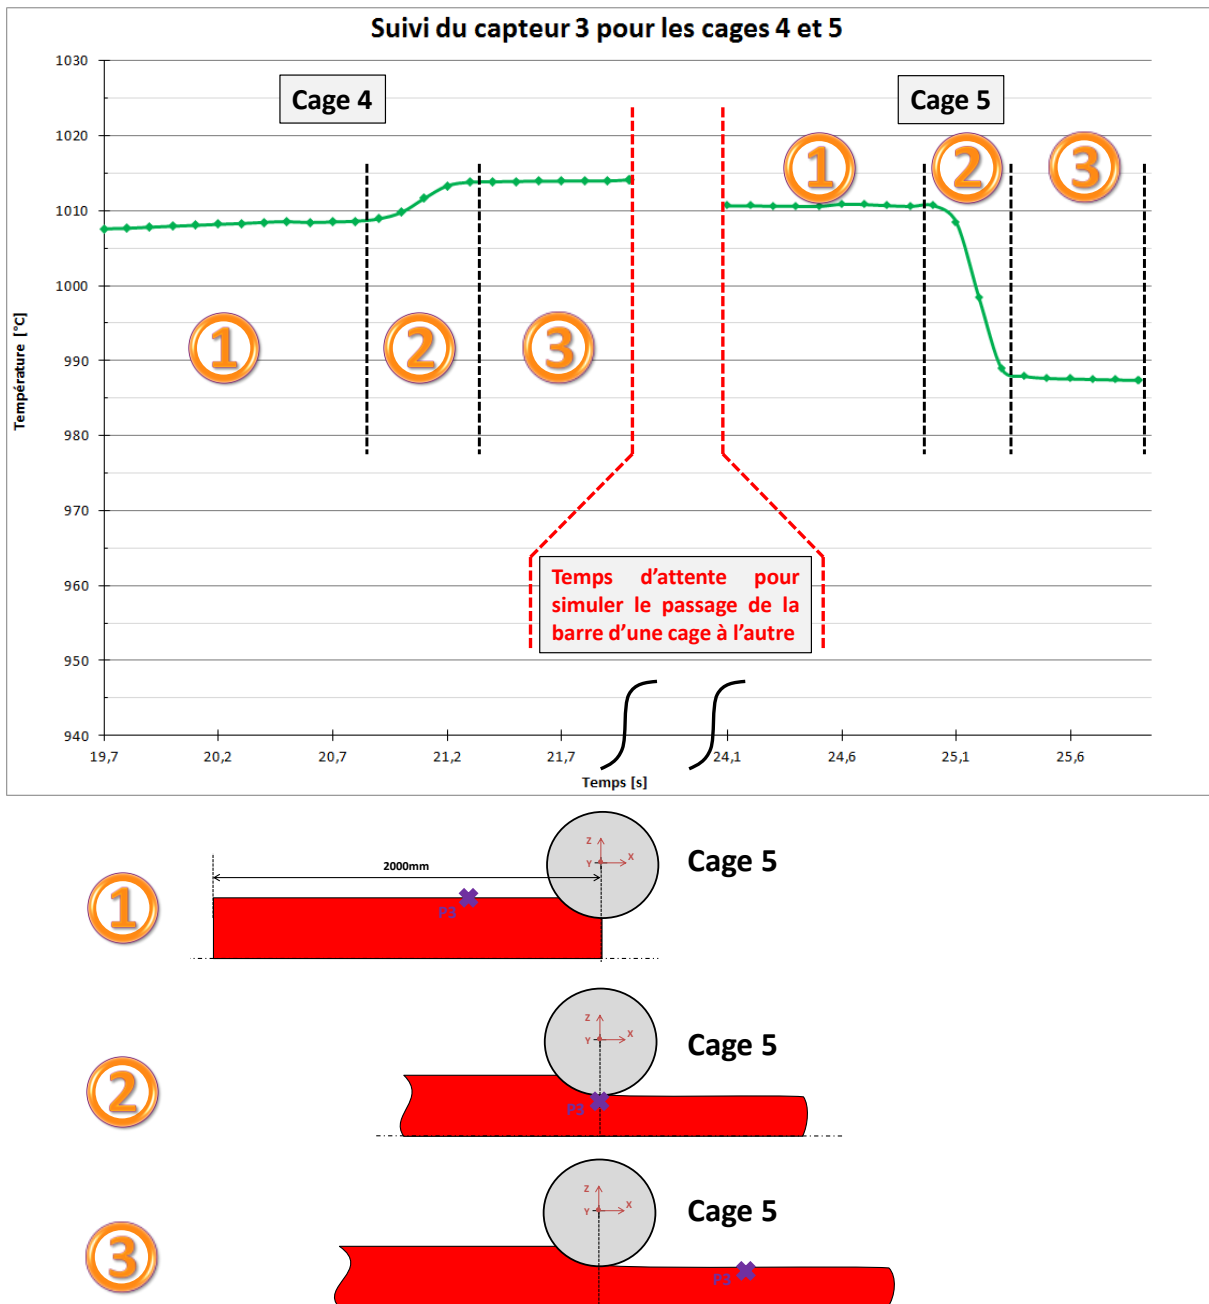 Suivi du capteur 3 pour les cages 4 et 5
Température [°C]
1030
1020
1010
1000
990
980
970
960
950
940
Cage 4
Cage 5
1
2
3
1
2
3
Temps d'attente pour
simuler le passage de la
barre d'une cage à l'autre
19,7
20,2
20,7
21,2
21,7
24,1
24,6
25,1
25,6
Temps [s]
1
2000mm
P3
Z
Y
X
Cage 5
2
P3
Z
Y
X
Cage 5
3
Z
Y
X
Cage 5
P3